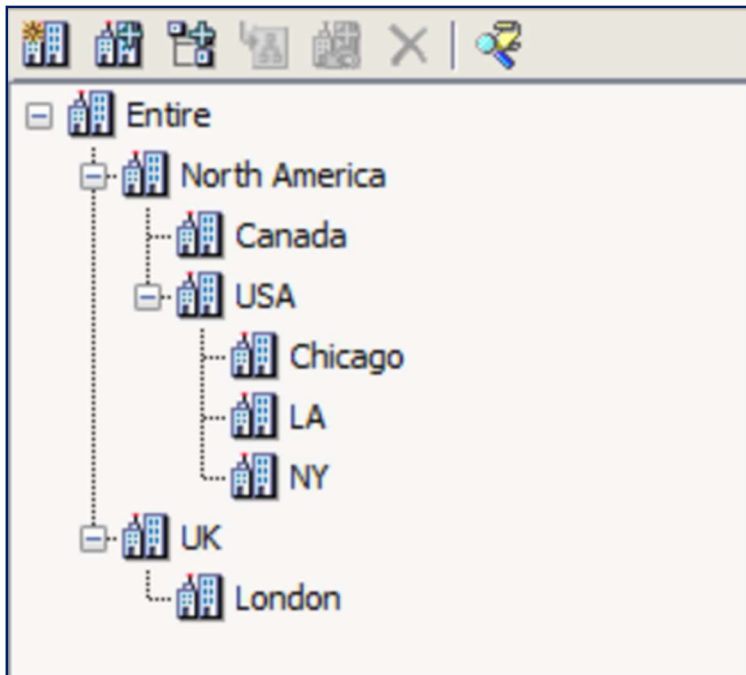 Entire
North America
Canada
USA
Chicago
LA
NY
UK
London